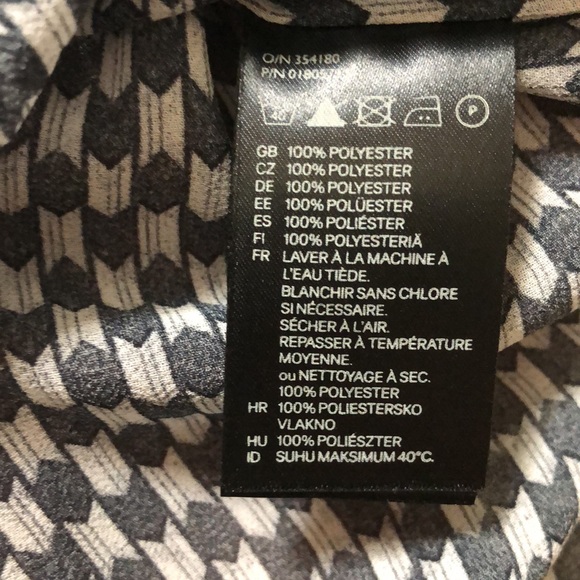 O/N 354180
P/N
40 P
GB 100% POLYESTER
CZ 100% POLYESTER
DE 100% POLYESTER
EE 100% POLÜESTER
ES 100% POLIÉSTER
FI 100% POLYESTERIÄ
FR LAVER À LA MACHINE À
L'EAU TIÈDE.
BLANCHIR SANS CHLORE
SI NÉCESSAIRE.
SÉCHER À L'AIR.
REPASSER À TEMPÉRATURE
MOYENNE.
ou NETTOYAGE À SEC.
100% POLYESTER
HR 100% POLIESTERSKO
VLAKNO
HU 100% POLIÉSZTER
ID SUHU MAKSIMUM 40°C.